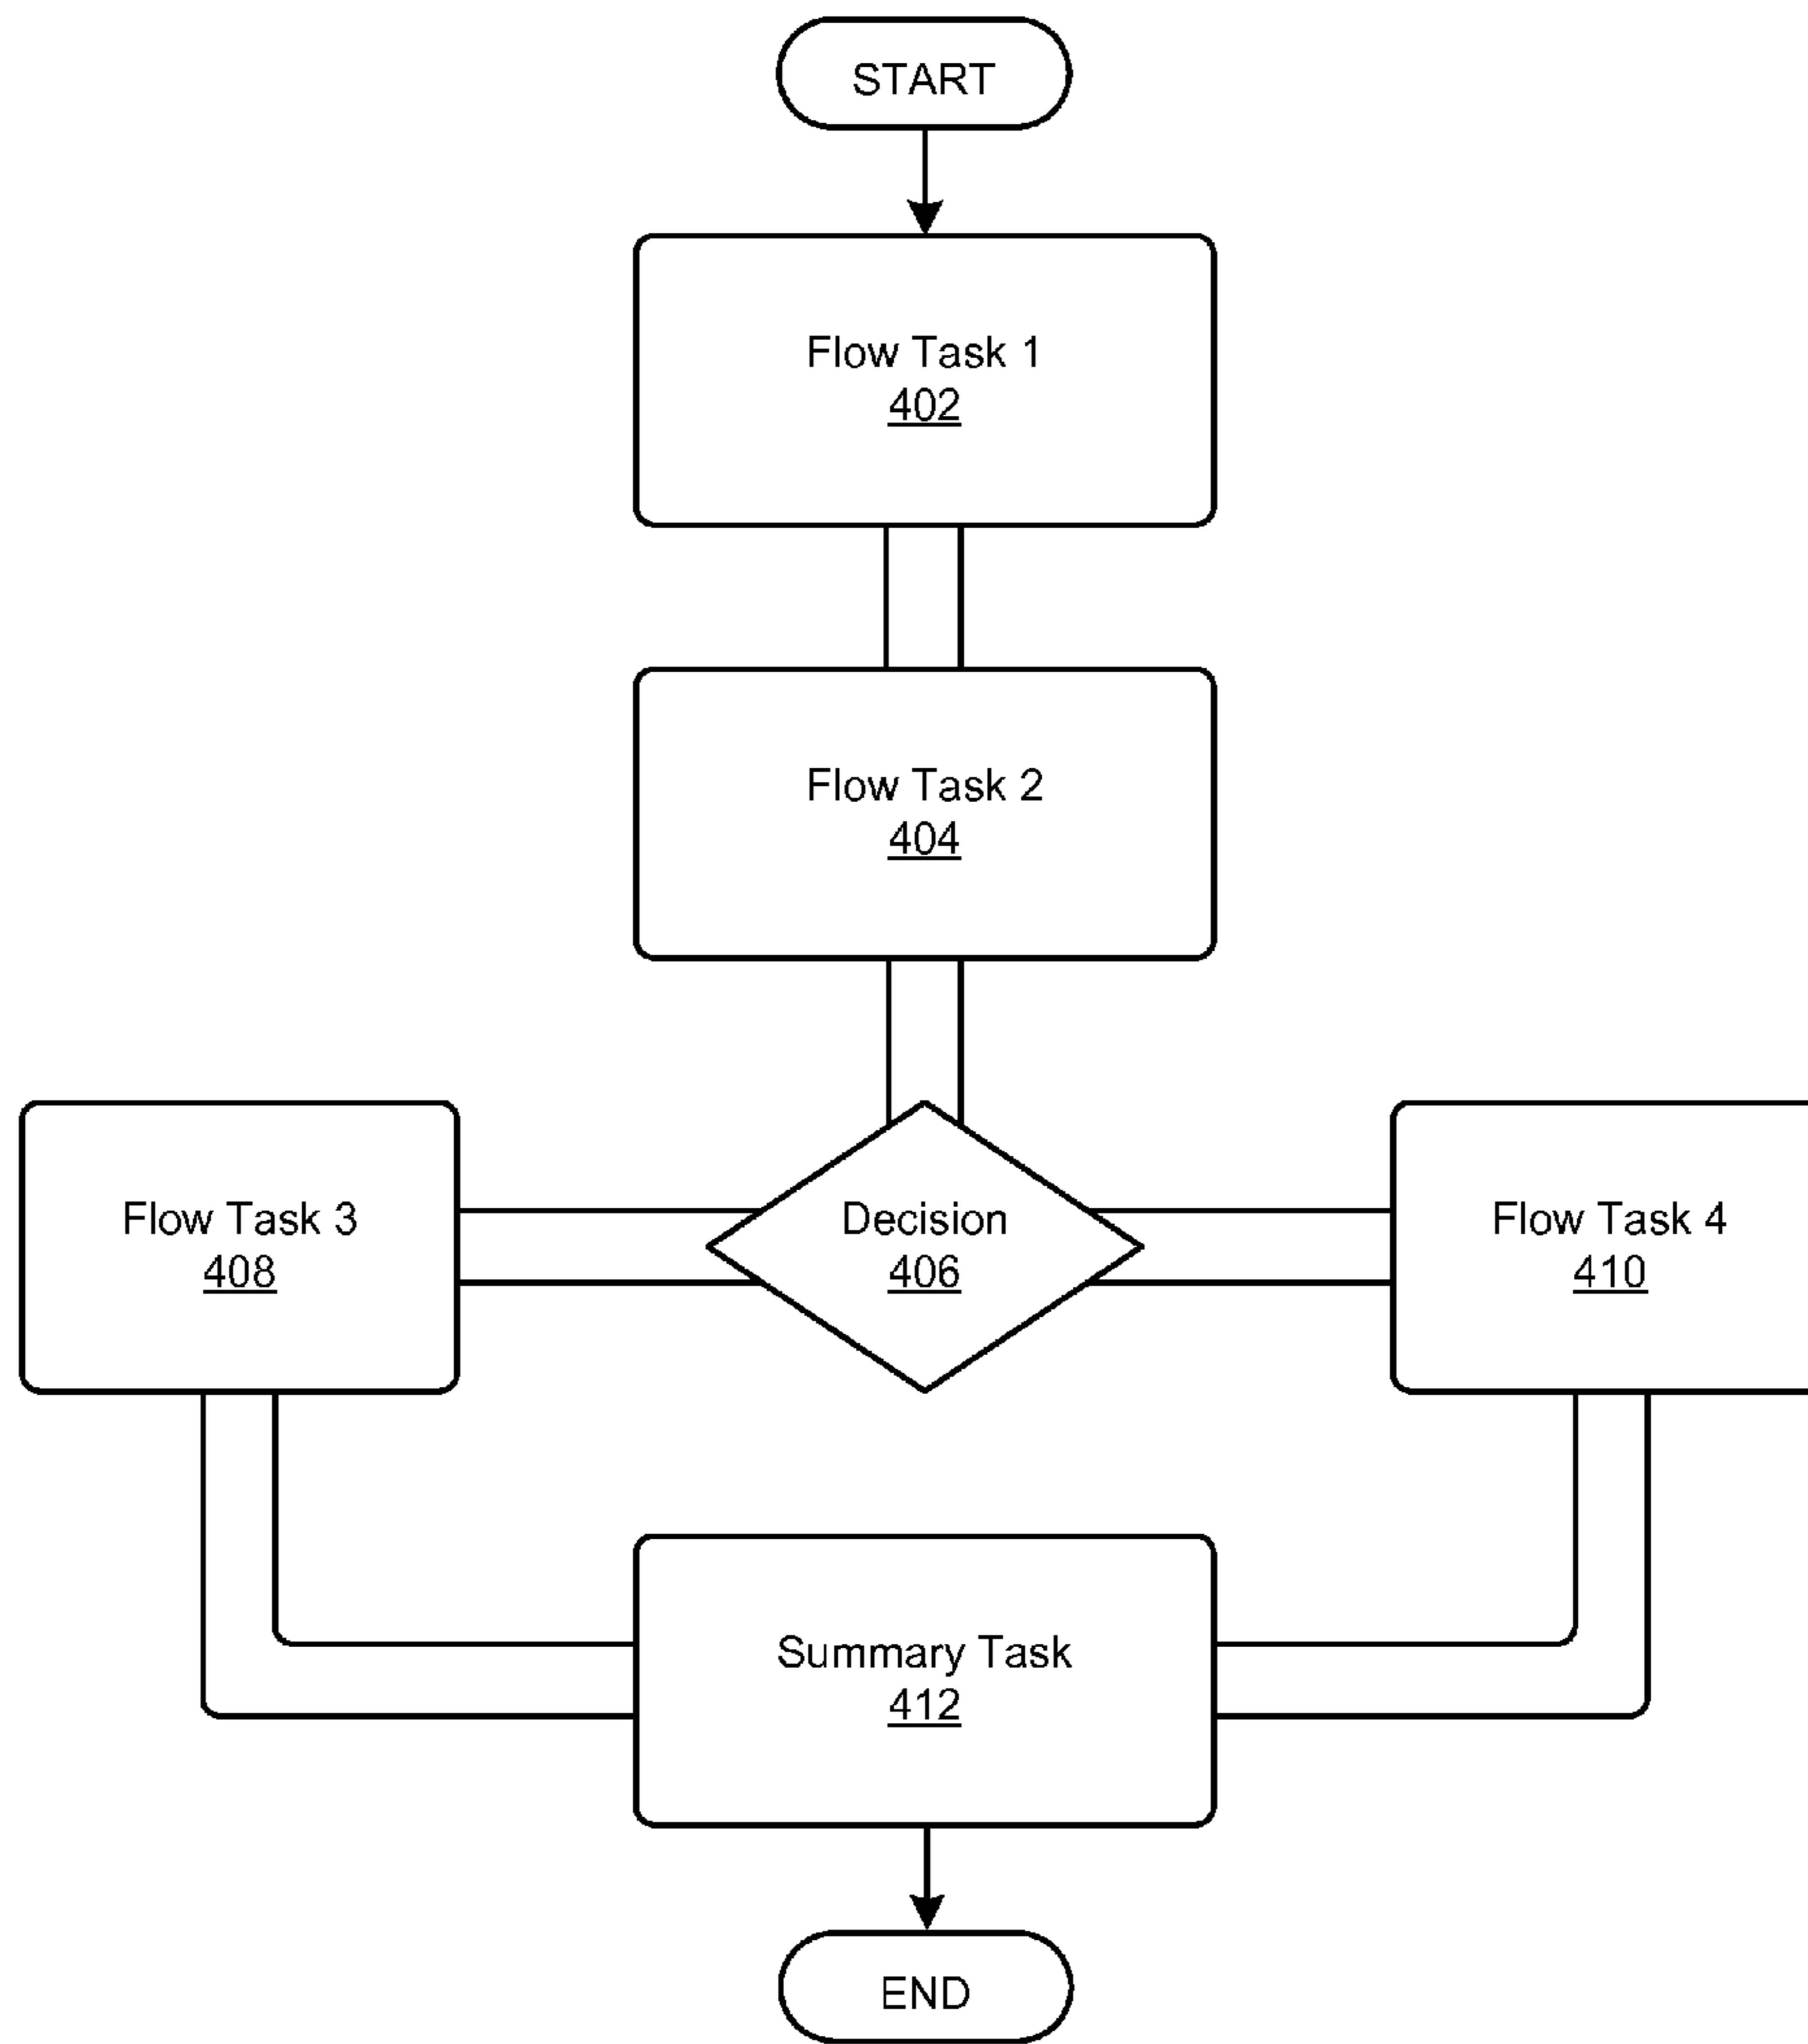 START
Flow Task 1
402
Flow Task 2
404
Flow Task 3
408
Decision
406
Flow Task 4
410
Summary Task
412
END